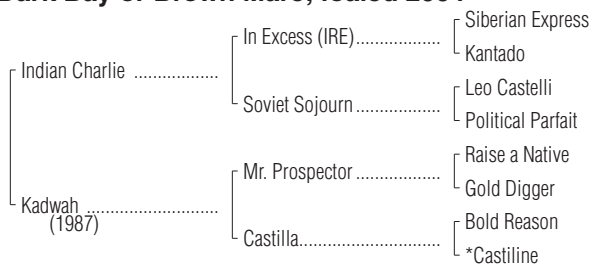 Dark Bay or Brown Mare; foaled
Siberian Express
In Excess (IRE)...................
Kantado
Indian Charlie ..................
Leo Castelli
Soviet Sojourn ...................
Political Parfait
Raise a Native
Mr. Prospector ...................
Gold Digger
Kadwah ............................
(1987)
Bold Reason
Castilla................................
*Castiline